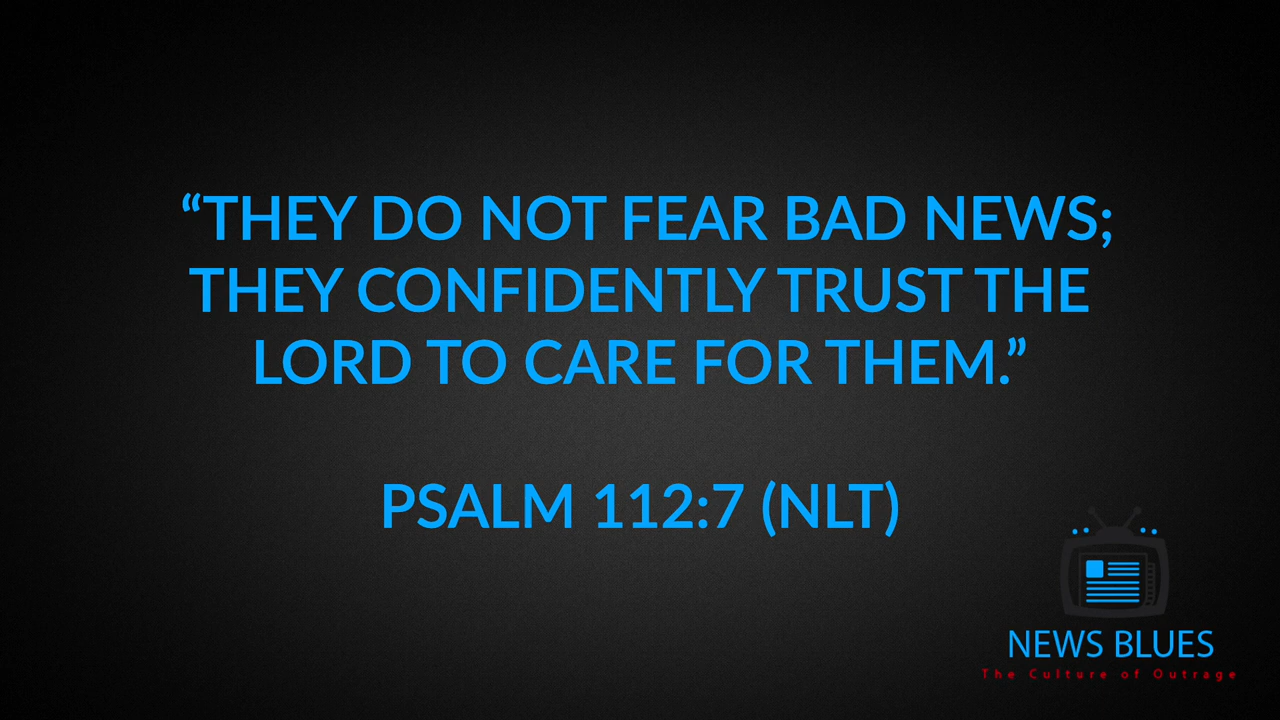 “THEY DO NOT FEAR BAD NEWS;
THEY CONFIDENTLY TRUST THE
LORD TO CARE FOR THEM.”
PSALM 112:7 (NLT)
NEWS BLUES
The Culture of Outrage